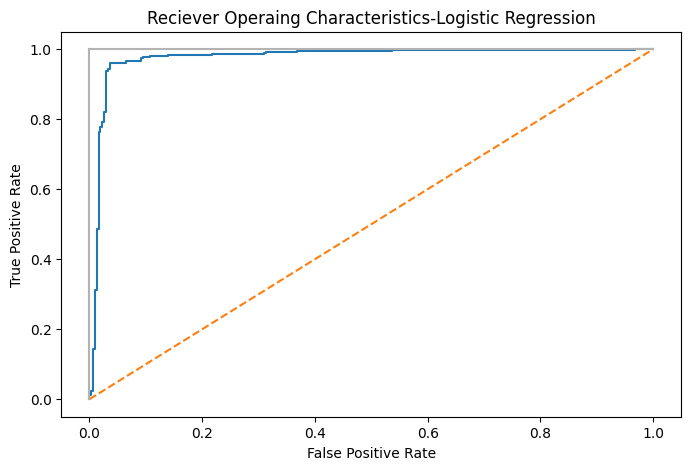 Reciever Operaing Characteristics-Logistic Regression
1.0
0.8
0.6
0.4
0.2
0.0
True Positive Rate
0.0 0.2 0.4 0.6 0.8 1.0
False Positive Rate